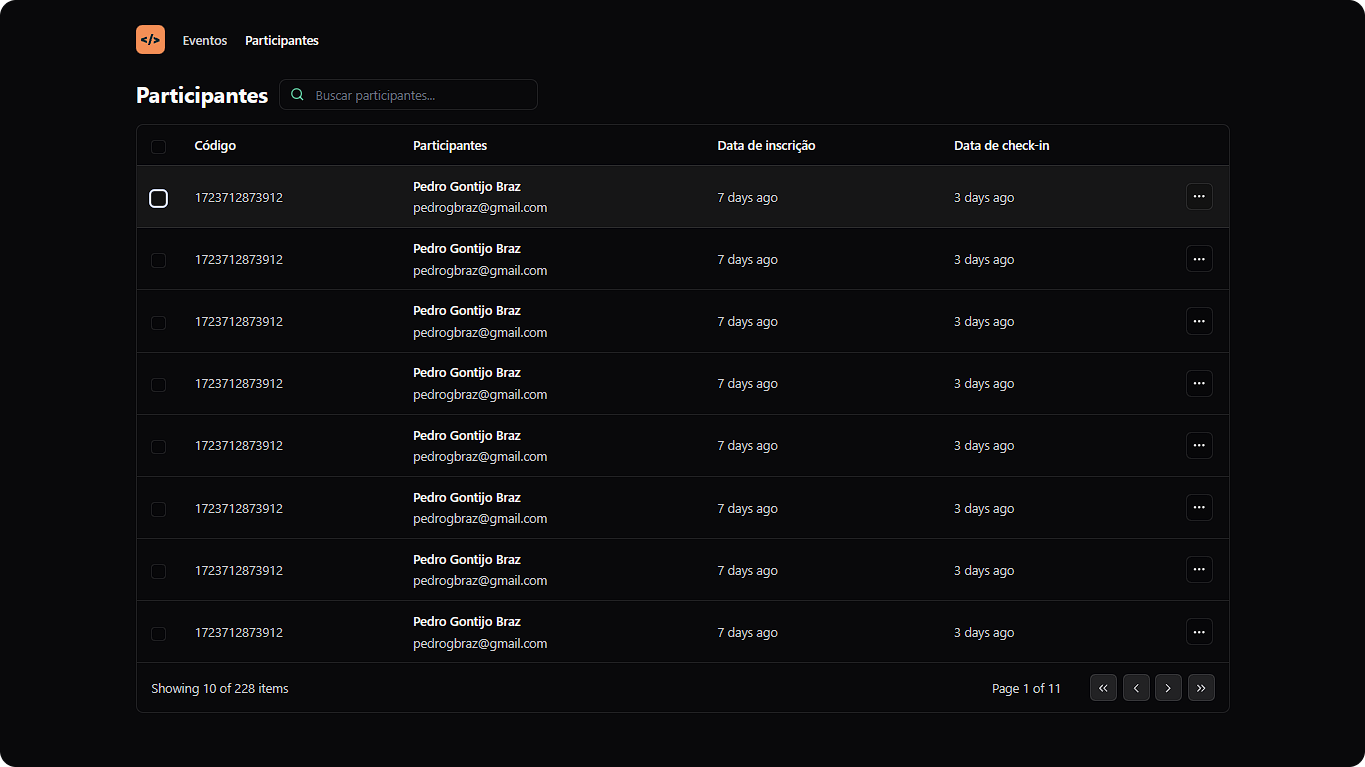 </> Eventos Participantes
Participantes Buscar participantes...
Código Participantes Data de inscrição Data de check-in
Pedro Gontijo Braz
1723712873912 7 days ago 3 days ago
pedrogbraz@gmail.com
Pedro Gontijo Braz
1723712873912 7 days ago 3 days ago
pedrogbraz@gmail.com
Pedro Gontijo Braz
1723712873912 7 days ago 3 days ago
pedrogbraz@gmail.com
Pedro Gontijo Braz
1723712873912 7 days ago 3 days ago
pedrogbraz@gmail.com
Pedro Gontijo Braz
1723712873912 7 days ago 3 days ago
pedrogbraz@gmail.com
Pedro Gontijo Braz
1723712873912 7 days ago 3 days ago
pedrogbraz@gmail.com
Pedro Gontijo Braz
1723712873912 7 days ago 3 days ago
pedrogbraz@gmail.com
Pedro Gontijo Braz
1723712873912 7 days ago 3 days ago
pedrogbraz@gmail.com
Showing 10 of 228 items Page 1 of 11